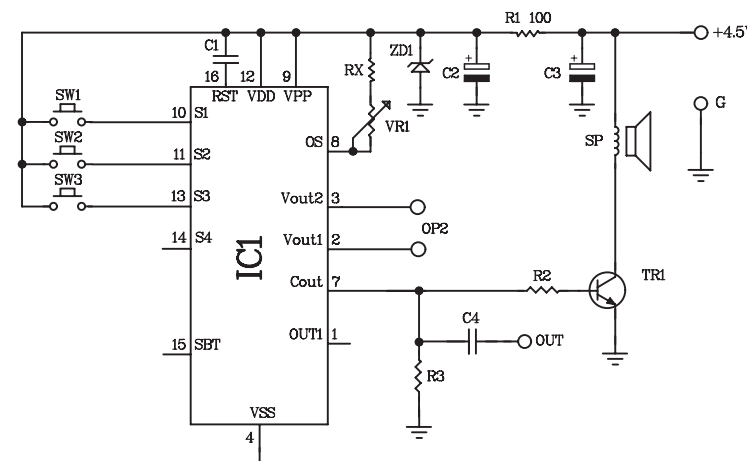 R1 100
+4.5V
C1
ZD1
RX
C2
C3
16 12 9
RST VDD VPP
SW1
10 S1
VR1
G
SW2
OS 8
SP
11 S2
SW3
13 S3
Vout2 3
OP2
14 S4
Vout1 2
IC1
Cout 7
R2
TR1
C4
OUT1 1
OUT
15 SBT
R3
VSS
4